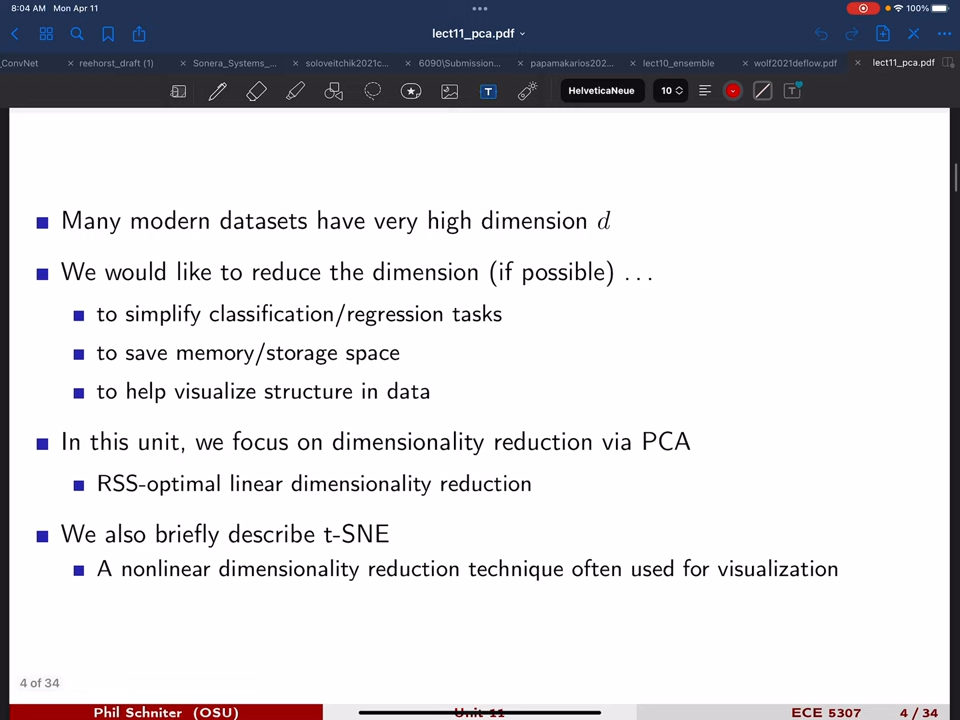 8:04 AM Mon Apr 11
100%
lect11_pca.pdf
_ConvNet
reehorst_draft (1)
Sonera_Systems_...
soloveitchik2021c...
6090\Submission...
papamakarios202...
lect10_ensemble
wolf2021deflow.pdf
lect11_pca.pdf
HelveticaNeue
10
Many modern datasets have very high dimension d
We would like to reduce the dimension (if possible) ...
to simplify classification/regression tasks
to save memory/storage space
to help visualize structure in data
In this unit, we focus on dimensionality reduction via PCA
RSS-optimal linear dimensionality reduction
We also briefly describe t-SNE
A nonlinear dimensionality reduction technique often used for visualization
4 of 34
Phil Schniter (OSU)
Unit 11
ECE 5307
4 / 34